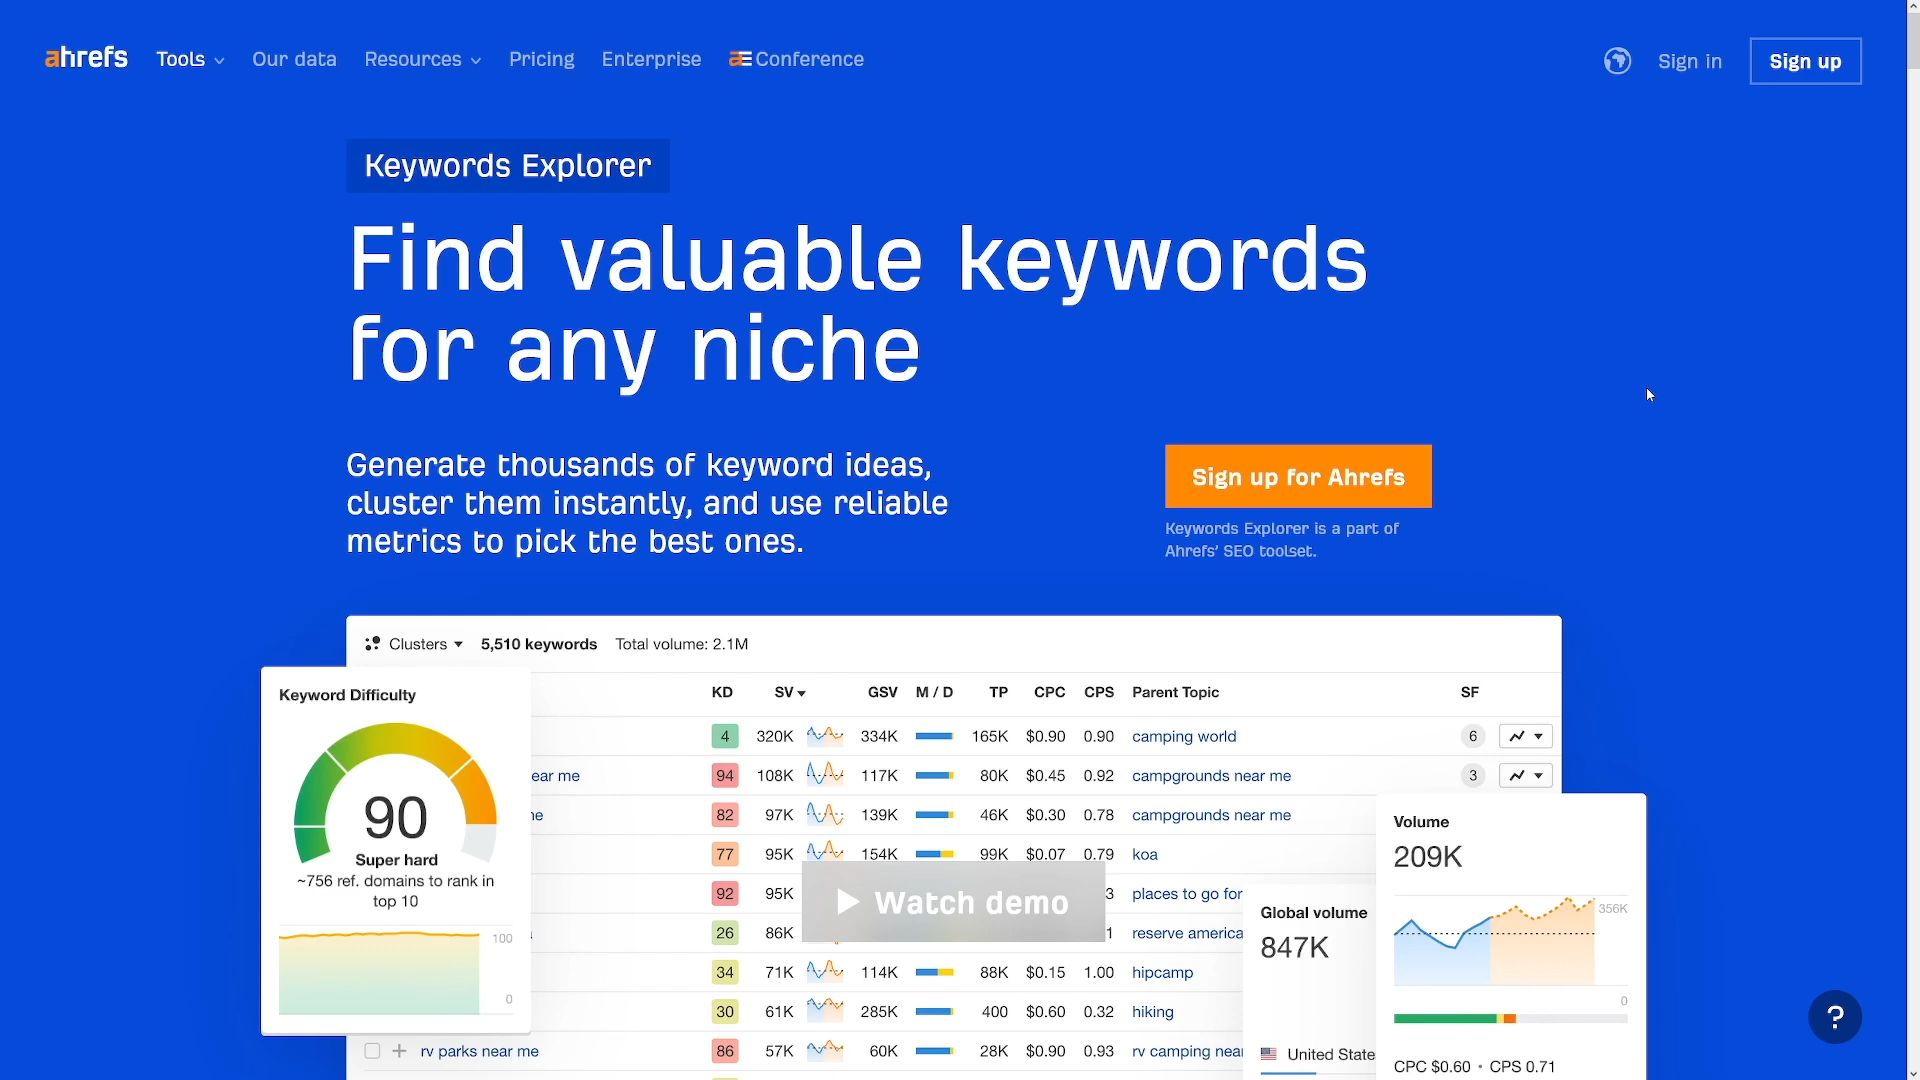 ahrefs Tools Our data Resources Pricing Enterprise Conference Sign in Sign up
Keywords Explorer
Find valuable keywords
for any niche
Generate thousands of keyword ideas,
cluster them instantly, and use reliable
metrics to pick the best ones.
Sign up for Ahrefs
Keywords Explorer is a part of
Ahrefs' SEO toolset.
Clusters 5,510 keywords Total volume: 2.1M
Keyword Difficulty
90
Super hard
~756 ref. domains to rank in
top 10
100
0
KD SV GSV M / D TP CPC CPS Parent Topic SF
4 320K 334K 165K $0.90 0.90 camping world 6
ear me 94 108K 117K 80K $0.45 0.92 campgrounds near me 3
ne 82 97K 139K 46K $0.30 0.78 campgrounds near me
77 95K 154K 99K $0.07 0.79 koa
92 95K 3 places to go for
26 86K 1 reserve america
34 71K 114K 88K $0.15 1.00 hipcamp
30 61K 285K 400 $0.60 0.32 hiking
rv parks near me 86 57K 60K 28K $0.90 0.93 rv camping near
Watch demo
Global volume
847K
United State
Volume
209K
356K
0
CPC $0.60 • CPS 0.71
?